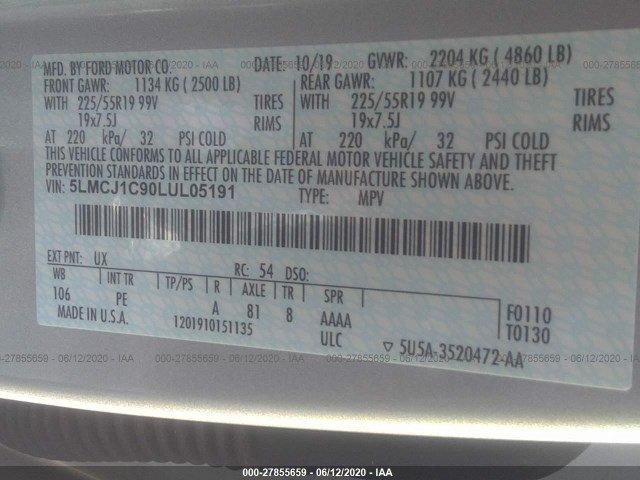 MFD. BY FORD MOTOR CO. DATE: 10/19 GVWR: 2204 KG ( 4860 LB)
FRONT GAWR: 1134 KG ( 2500 LB) REAR GAWR: 1107 KG ( 2440 LB)
WITH 225/55R19 99V TIRES WITH 225/55R19 99V TIRES
19x7.5J RIMS 19x7.5J RIMS
AT 220 kPa/ 32 PSI COLD AT 220 kPa/ 32 PSI COLD
THIS VEHICLE CONFORMS TO ALL APPLICABLE FEDERAL MOTOR VEHICLE SAFETY AND THEFT
PREVENTION STANDARDS IN EFFECT ON THE DATE OF MANUFACTURE SHOWN ABOVE.
VIN: 5LMCJ1C90LUL05191 TYPE: MPV
EXT PNT: UX RC: 54 DSO:
WB INT TR TP/PS R AXLE TR SPR
106 PE A 81 8 AAAA F0110
MADE IN U.S.A. 1201910151135 ULC T0130
▽ 5U5A-3520472-AA
000-27855659 - 06/12/2020 - IAA